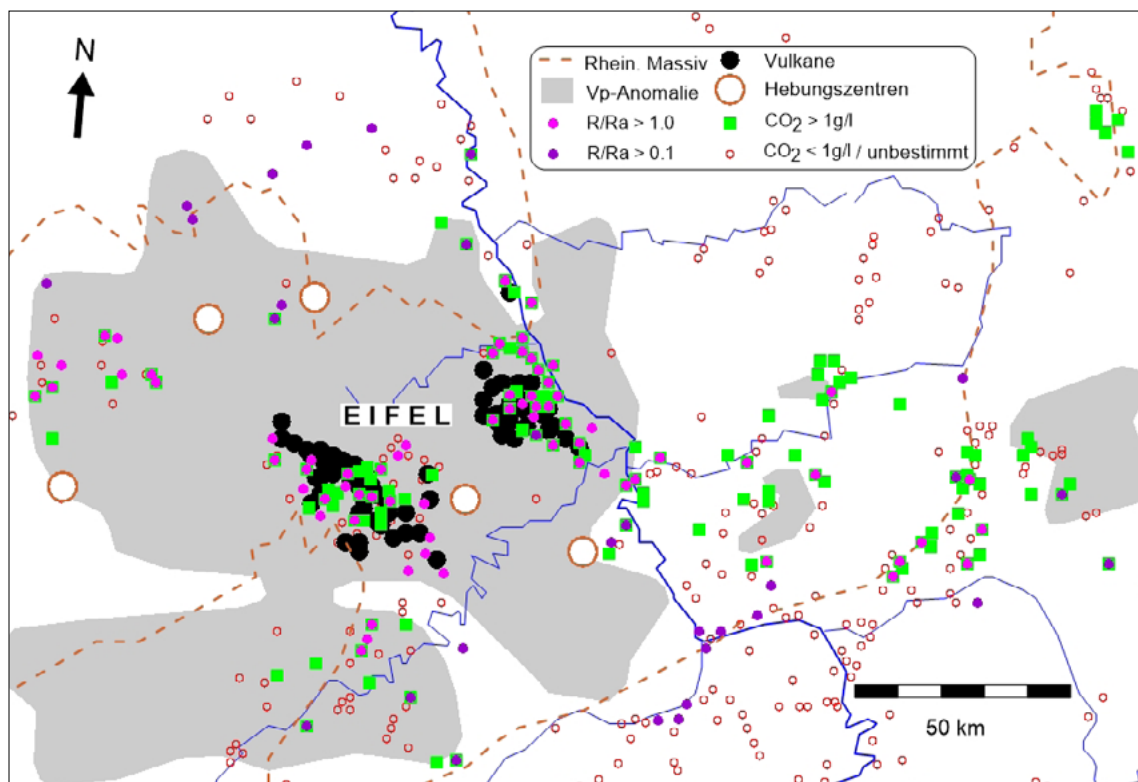 N
Rhein. Massiv
Vulkane
Vp-Anomalie
Hebungszentren
R/Ra > 1.0
CO2 > 1g/l
R/Ra > 0.1
CO2 < 1g/l / unbestimmt
EIFEL
50 km